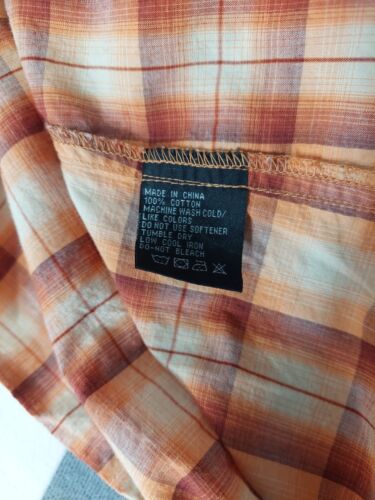 MADE IN CHINA
100% COTTON
MACHINE WASH COLD/
LIKE COLORS
DO NOT USE SOFTENER
TUMBLE DRY
LOW COOL IRON
DO-NOT BLEACH